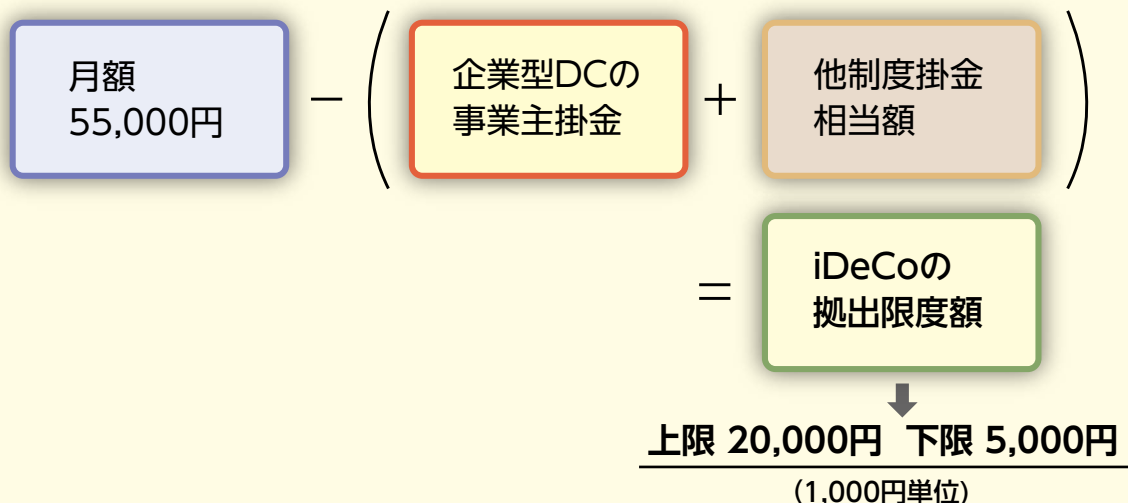 月額
55,000円
−
(
企業型DCの
事業主掛金
+
他制度掛金
相当額
)
=
iDeCoの
拠出限度額
上限 20,000円 下限 5,000円
(1,000円単位)